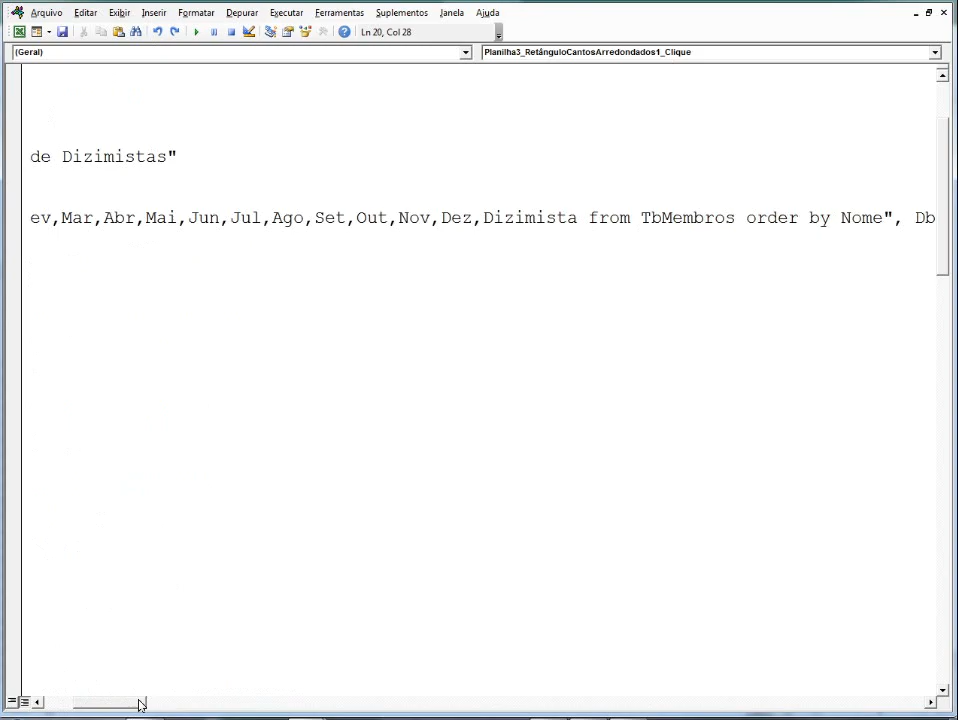 Arquivo Editar Exibir Inserir Formatar Depurar Executar Ferramentas Suplementos Janela Ajuda
Ln 20, Col 28
(Geral) Planilha3_RetânguloCantosArredondados1_Clique
de Dizimistas"
ev,Mar,Abr,Mai,Jun,Jul,Ago,Set,Out,Nov,Dez,Dizimista from TbMembros order by Nome", Db